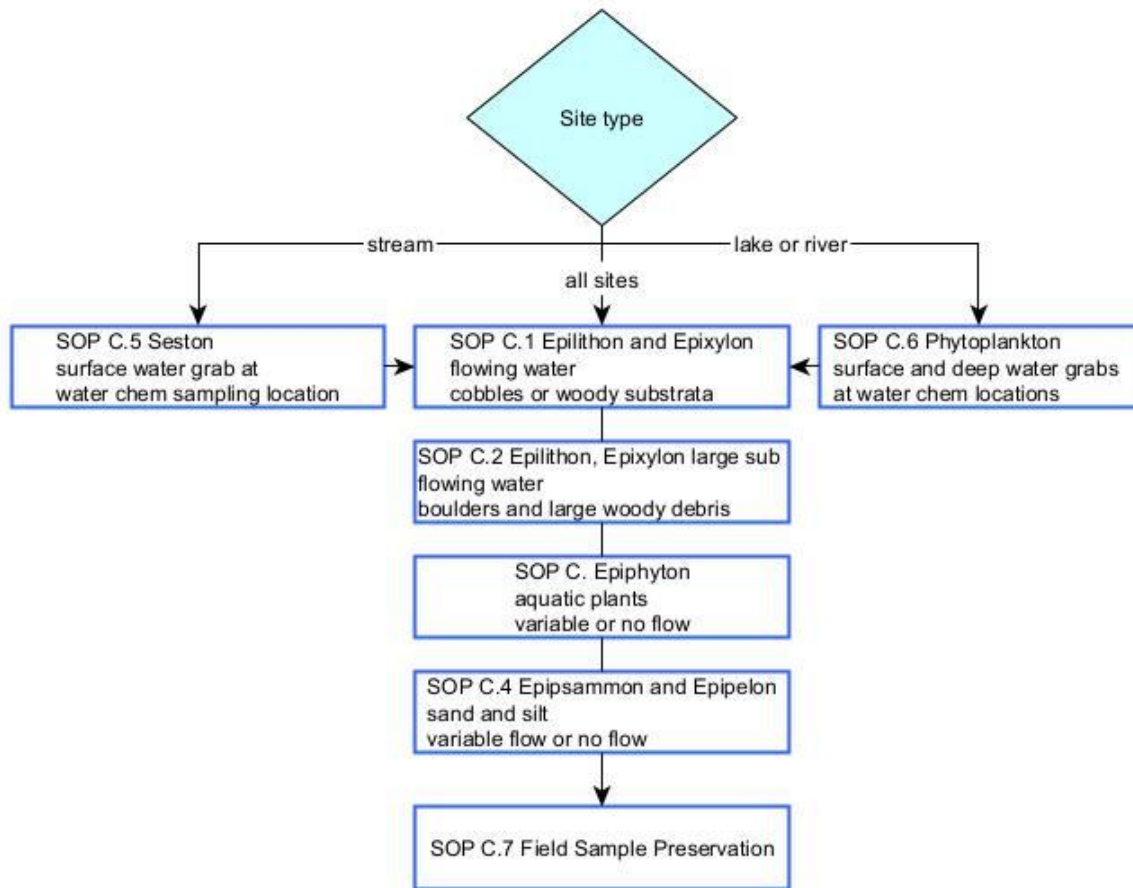 Site type
stream
lake or river
all sites
SOP C.5 Seston
surface water grab at
water chem sampling location
SOP C.1 Epilithon and Epixylon
flowing water
cobbles or woody substrata
SOP C.6 Phytoplankton
surface and deep water grabs
at water chem locations
SOP C.2 Epilithon, Epixylon large sub
flowing water
boulders and large woody debris
SOP C. Epiphyton
aquatic plants
variable or no flow
SOP C.4 Epipsammon and Epipelon
sand and silt
variable flow or no flow
SOP C.7 Field Sample Preservation